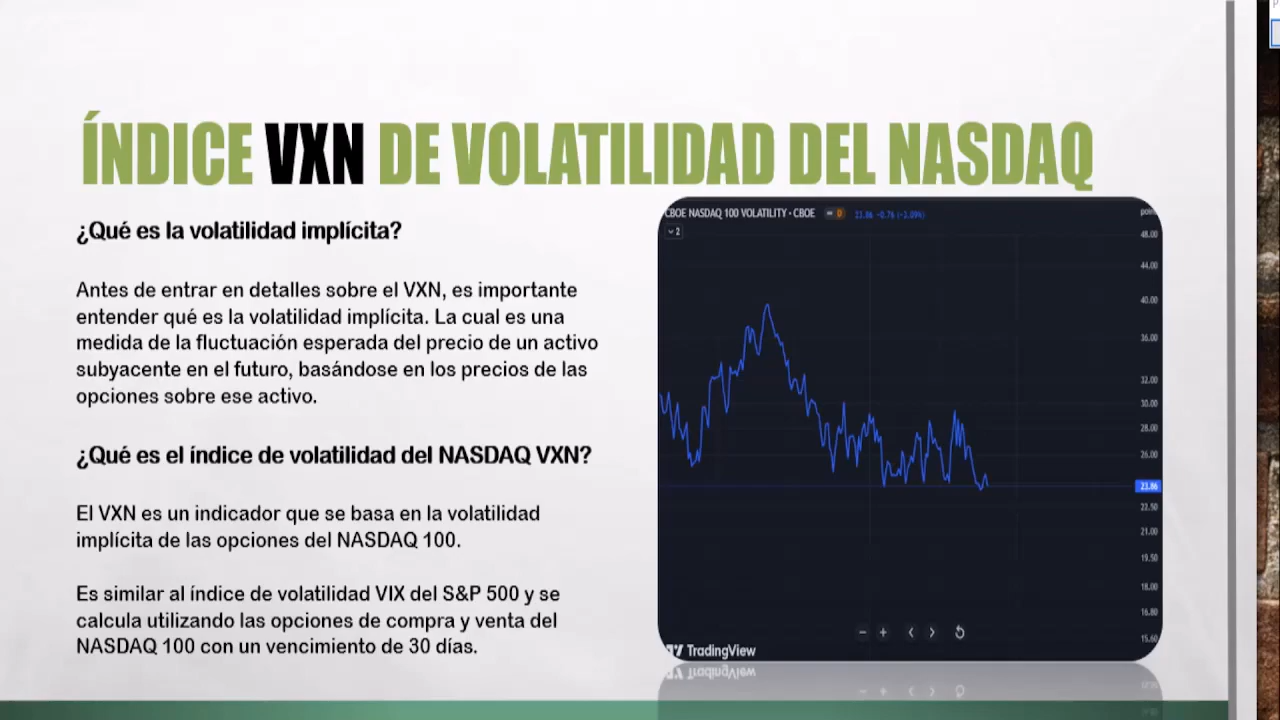 ÍNDICE VXN DE VOLATILIDAD DEL NASDAQ
¿Qué es la volatilidad implícita?
Antes de entrar en detalles sobre el VXN, es importante
entender qué es la volatilidad implícita. La cual es una
medida de la fluctuación esperada del precio de un activo
subyacente en el futuro, basándose en los precios de las
opciones sobre ese activo.
¿Qué es el índice de volatilidad del NASDAQ VXN?
El VXN es un indicador que se basa en la volatilidad
implícita de las opciones del NASDAQ 100.
Es similar al índice de volatilidad VIX del S&P 500 y se
calcula utilizando las opciones de compra y venta del
NASDAQ 100 con un vencimiento de 30 días.
CBOE NASDAQ 100 VOLATILITY · CBOE D 23.86 -0.76 (-3.09%)
2
48.00
44.00
40.00
36.00
32.00
30.00
28.00
26.00
23.86
22.50
21.00
19.50
18.00
16.80
15.60
TradingView